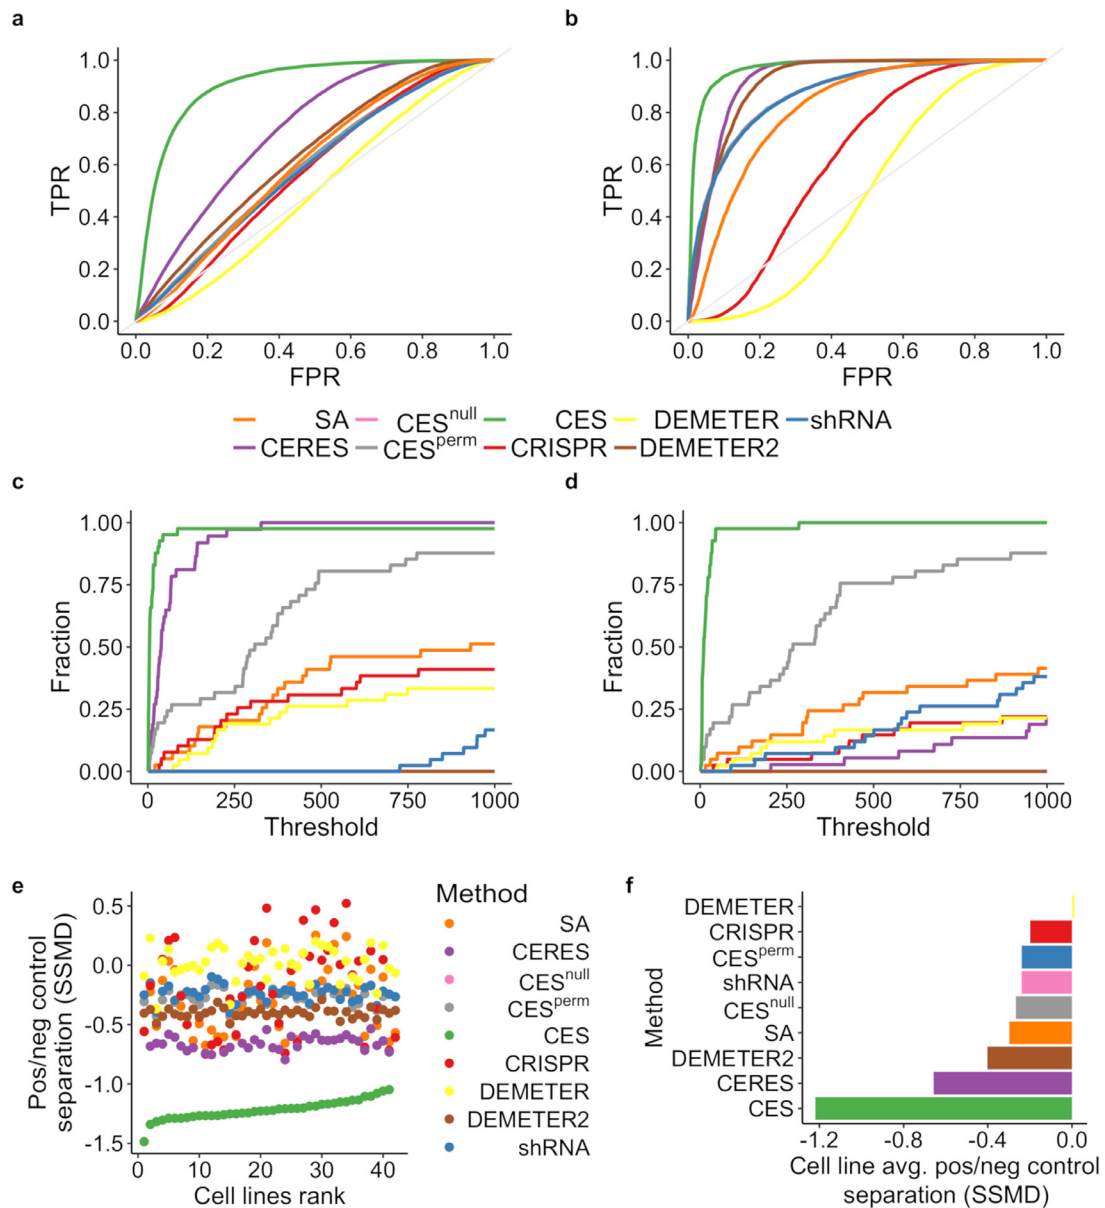 a
1.0
0.8
0.6
0.4
0.2
0.0
TPR
0.0 0.2 0.4 0.6 0.8 1.0
FPR
b
1.0
0.8
0.6
0.4
0.2
0.0
TPR
0.0 0.2 0.4 0.6 0.8 1.0
FPR
SA CES^null CES DEMETER shRNA
CERES CES^perm CRISPR DEMETER2
c
1.00
0.75
0.50
0.25
0.00
Fraction
0 250 500 750 1000
Threshold
d
1.00
0.75
0.50
0.25
0.00
Fraction
0 250 500 750 1000
Threshold
e
0.5
0.0
-0.5
-1.0
-1.5
Pos/neg control
separation (SSMD)
0 10 20 30 40
Cell lines rank
Method
SA
CERES
CES^null
CES^perm
CES
CRISPR
DEMETER
DEMETER2
shRNA
f
Method
DEMETER
CRISPR
CES^perm
shRNA
CES^null
SA
DEMETER2
CERES
CES
-1.2 -0.8 -0.4 0.0
Cell line avg. pos/neg control
separation (SSMD)